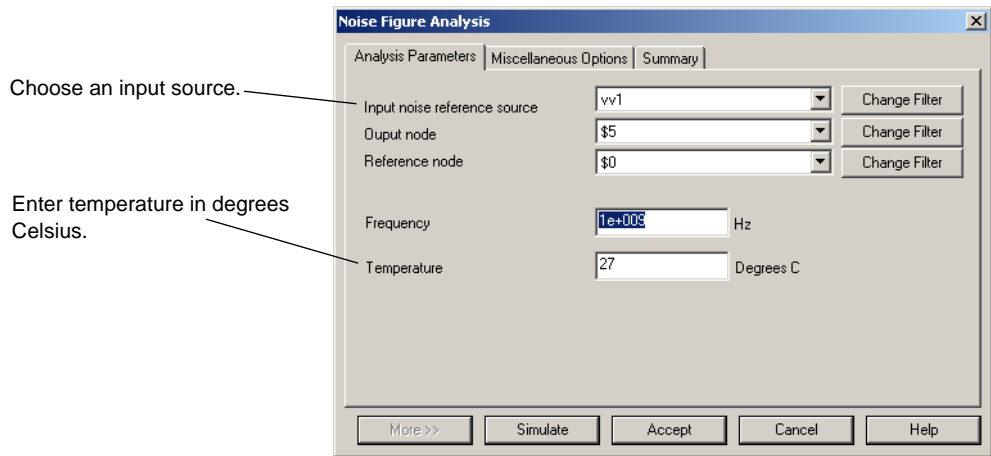 Noise Figure Analysis
Analysis Parameters Miscellaneous Options Summary
Choose an input source.
Input noise reference source vv1 Change Filter
Ouput node $5 Change Filter
Reference node $0 Change Filter
Enter temperature in degrees
Celsius.
Frequency 1e+009 Hz
Temperature 27 Degrees C
More >> Simulate Accept Cancel Help